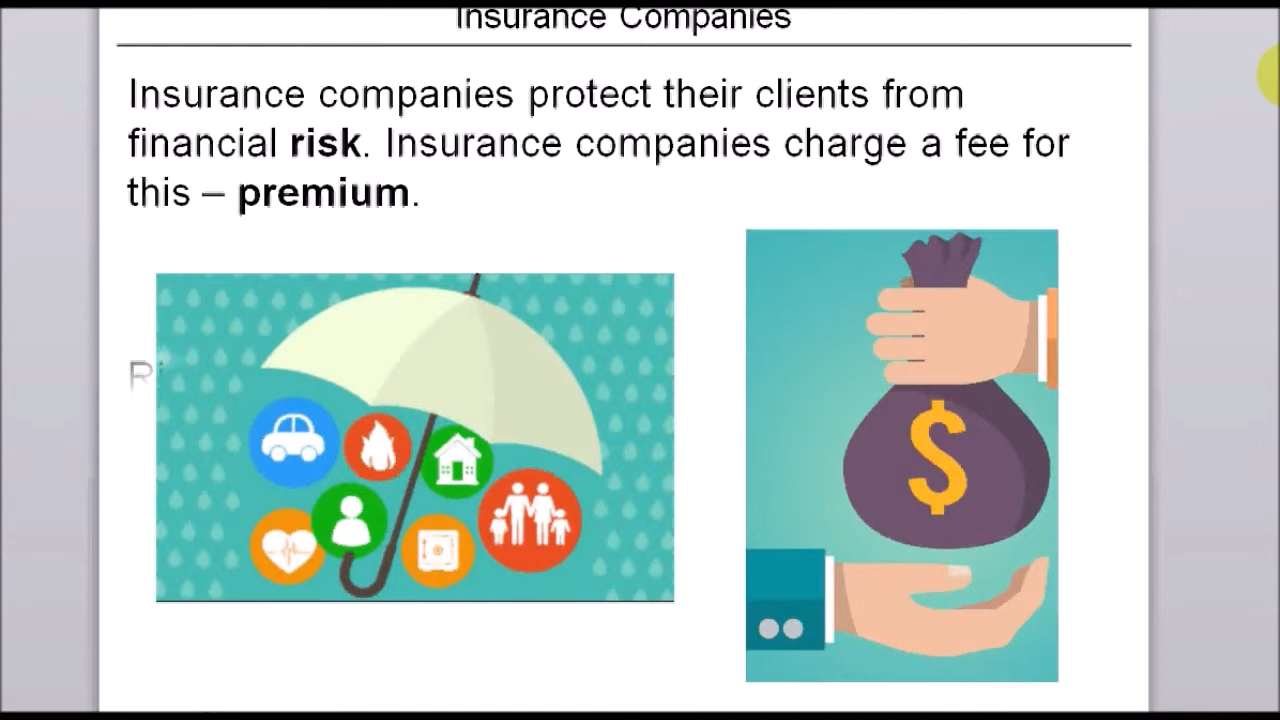 Insurance Companies
Insurance companies protect their clients from
financial risk. Insurance companies charge a fee for
this – premium.
$